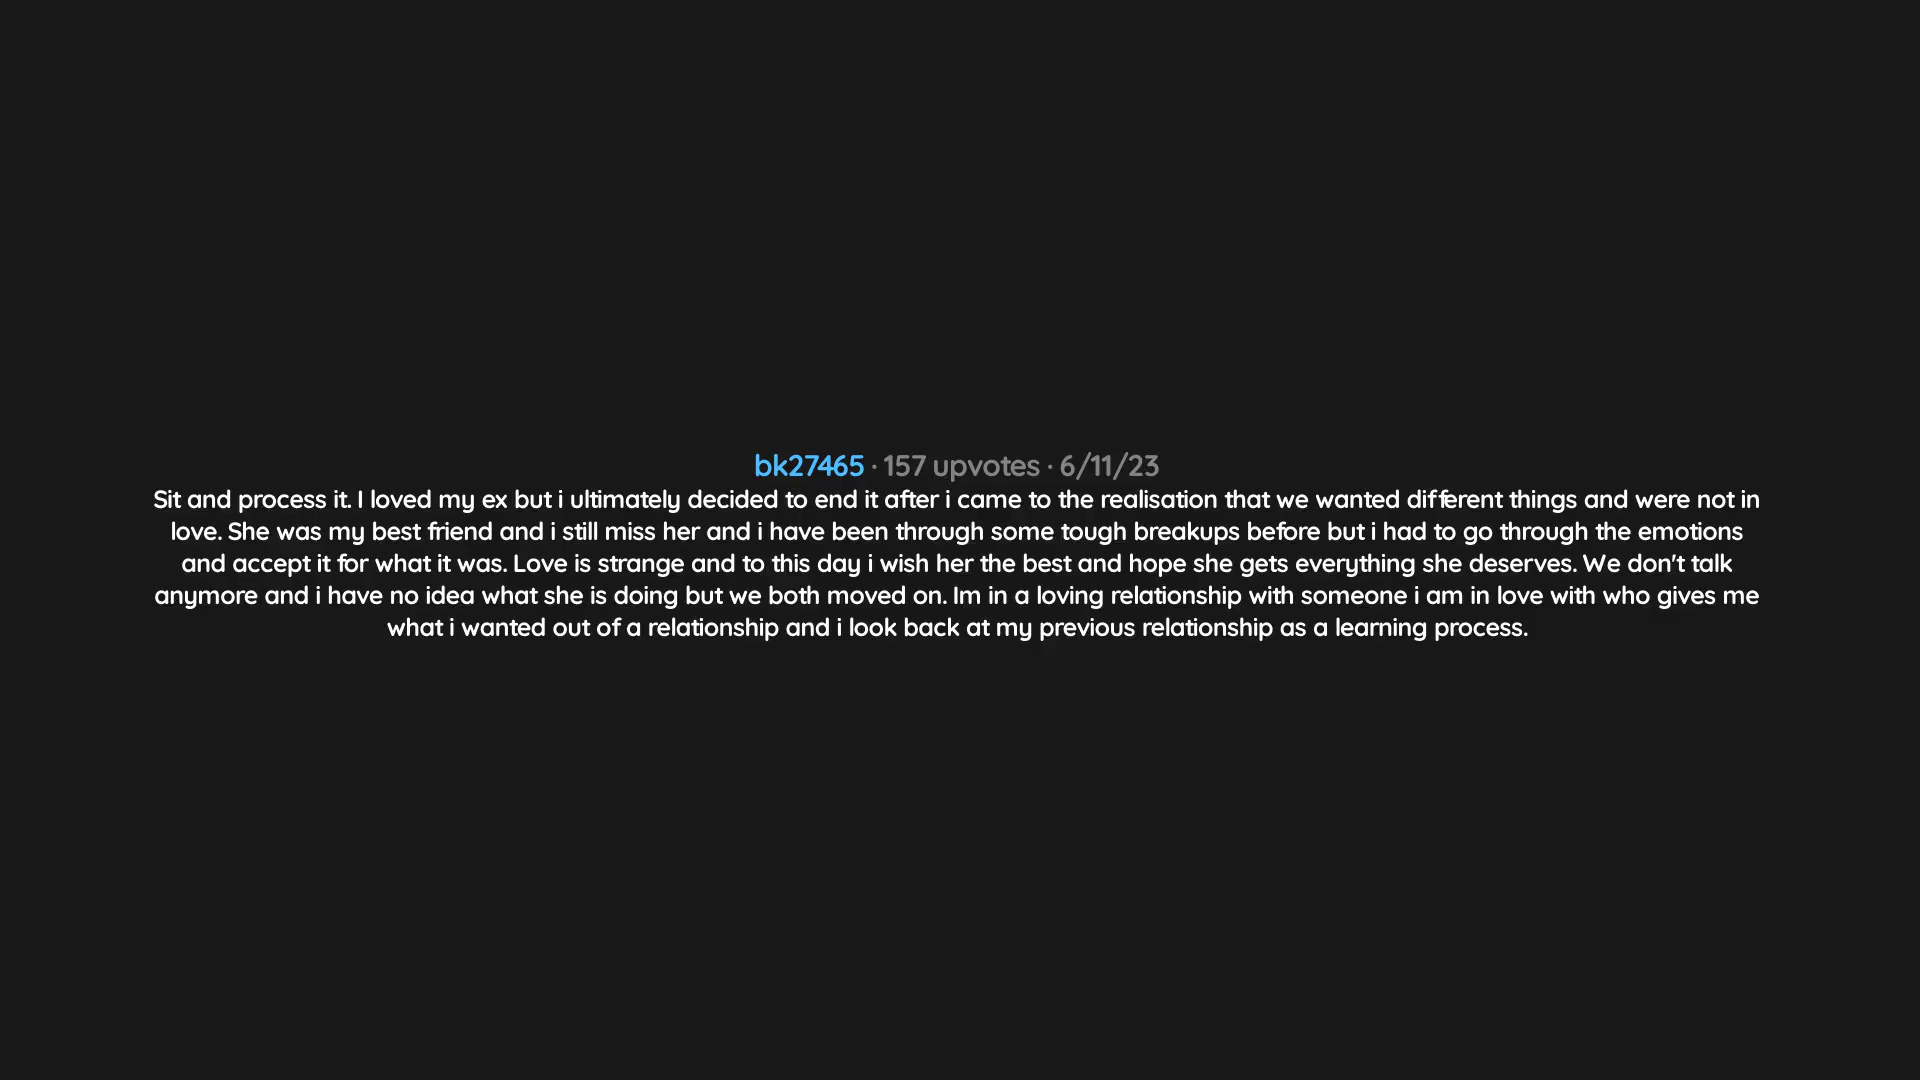 bk27465 · 157 upvotes · 6/11/23
Sit and process it. I loved my ex but i ultimately decided to end it after i came to the realisation that we wanted different things and were not in
love. She was my best friend and i still miss her and i have been through some tough breakups before but i had to go through the emotions
and accept it for what it was. Love is strange and to this day i wish her the best and hope she gets everything she deserves. We don't talk
anymore and i have no idea what she is doing but we both moved on. Im in a loving relationship with someone i am in love with who gives me
what i wanted out of a relationship and i look back at my previous relationship as a learning process.